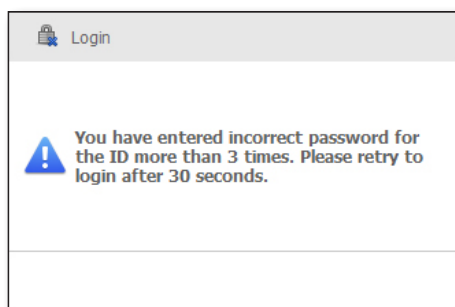 Login
You have entered incorrect password for
the ID more than 3 times. Please retry to
login after 30 seconds.